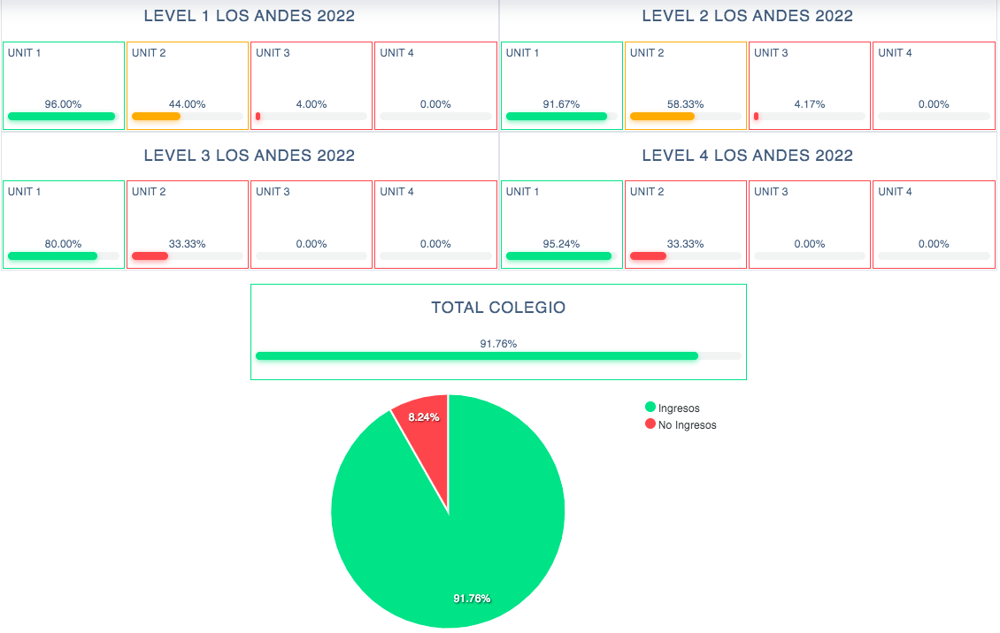 LEVEL 1 LOS ANDES 2022
UNIT 1
UNIT 2
UNIT 3
UNIT 4
96.00%
44.00%
4.00%
0.00%
LEVEL 2 LOS ANDES 2022
UNIT 1
UNIT 2
UNIT 3
UNIT 4
91.67%
58.33%
4.17%
0.00%
LEVEL 3 LOS ANDES 2022
UNIT 1
UNIT 2
UNIT 3
UNIT 4
80.00%
33.33%
0.00%
0.00%
LEVEL 4 LOS ANDES 2022
UNIT 1
UNIT 2
UNIT 3
UNIT 4
95.24%
33.33%
0.00%
0.00%
TOTAL COLEGIO
91.76%
8.24%
91.76%
Ingresos
No Ingresos